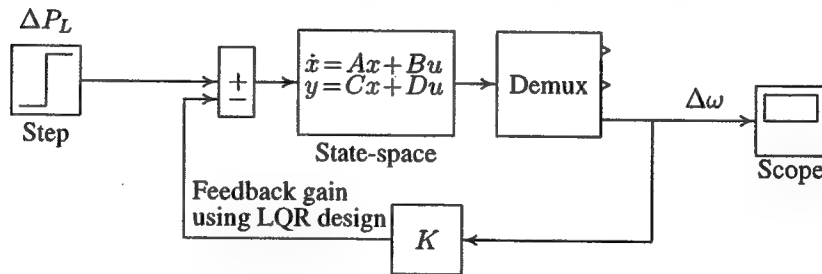 ΔP_L
Step
+
−
ẋ = Ax + Bu
y = Cx + Du
State-space
Demux
Δω
Scope
Feedback gain
using LQR design
K